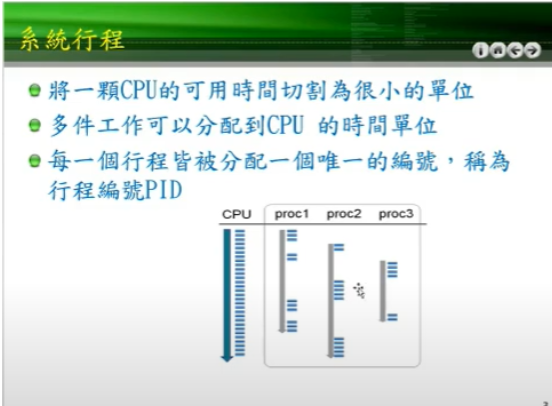 系統行程
將一顆CPU的可用時間切割為很小的單位
多件工作可以分配到CPU 的時間單位
每一個行程皆被分配一個唯一的編號，稱為
行程編號PID
CPU proc1 proc2 proc3